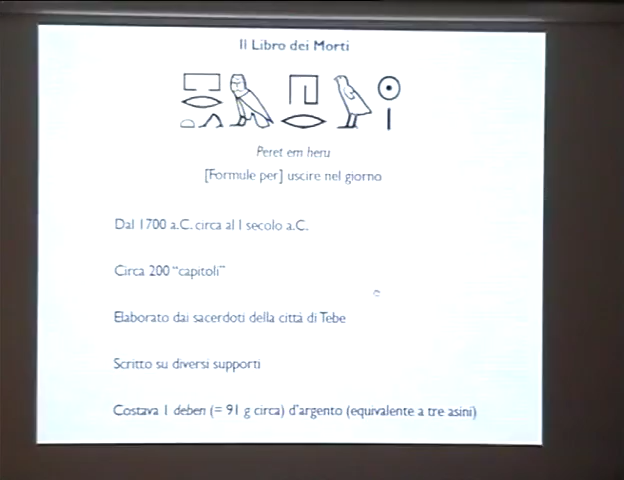 Il Libro dei Morti
Peret em heru
[Formule per] uscire nel giorno
Dal 1700 a.C. circa al I secolo a.C.
Circa 200 “capitoli”
Elaborato dai sacerdoti della città di Tebe
Scritto su diversi supporti
Costava 1 deben (= 91 g circa) d'argento (equivalente a tre asini)